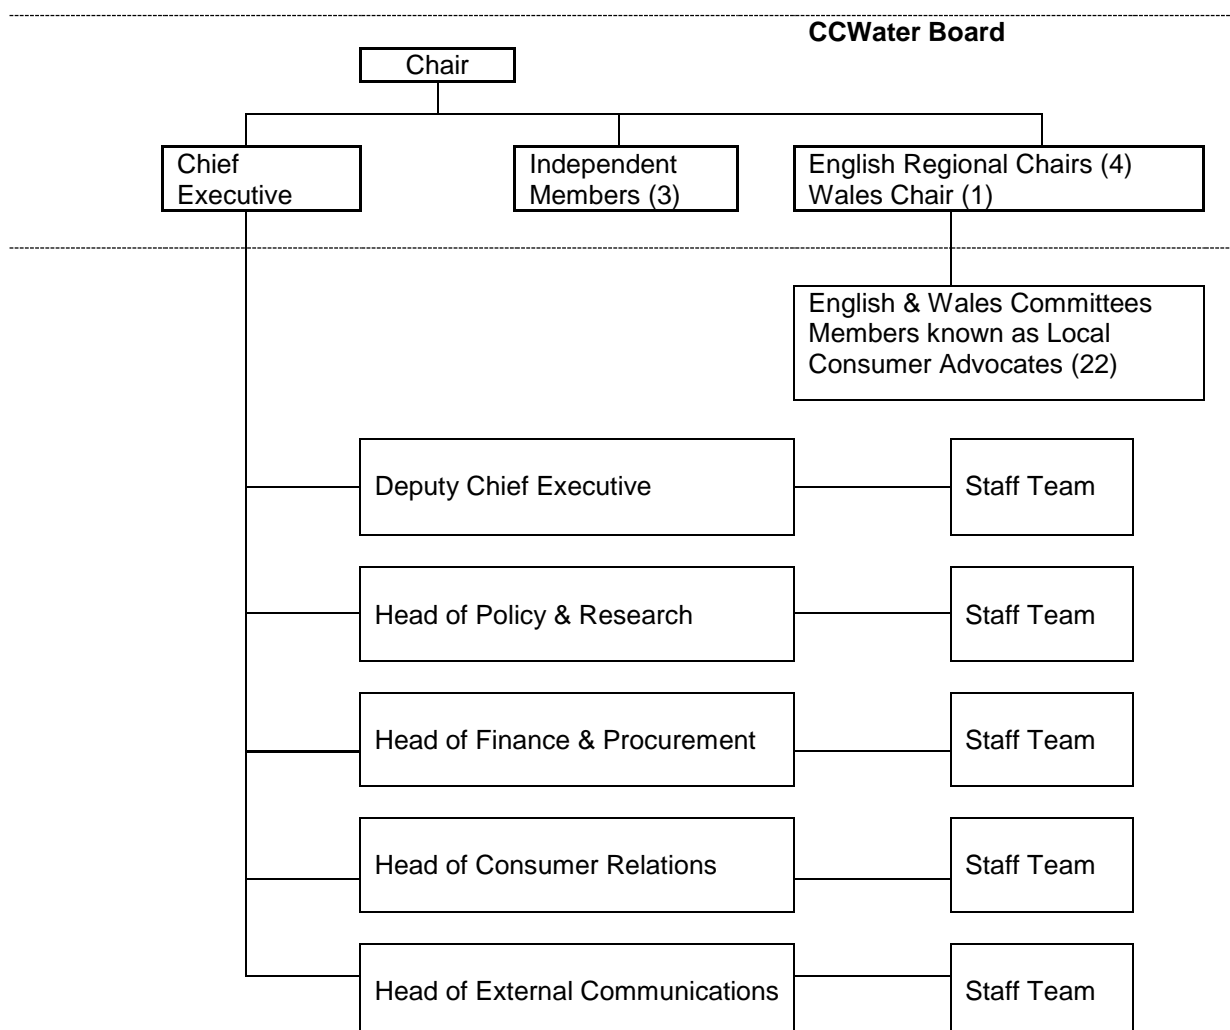 CCWater Board
Chair
Chief
Executive
Independent
Members (3)
English Regional Chairs (4)
Wales Chair (1)
English & Wales Committees
Members known as Local
Consumer Advocates (22)
Deputy Chief Executive
Staff Team
Head of Policy & Research
Staff Team
Head of Finance & Procurement
Staff Team
Head of Consumer Relations
Staff Team
Head of External Communications
Staff Team